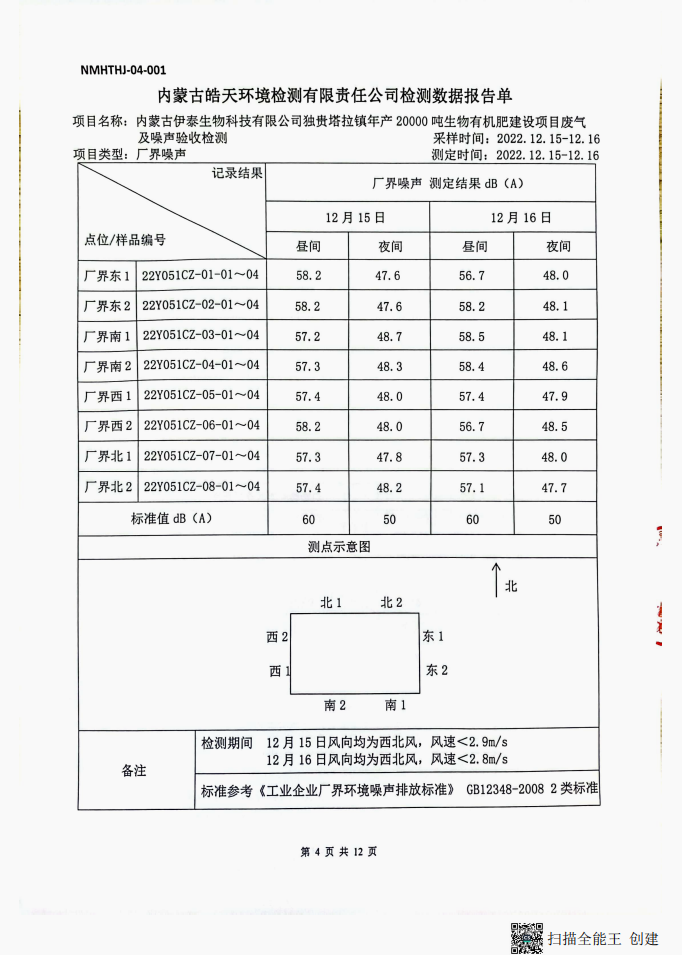 NMHTHJ-04-001
内蒙古皓天环境检测有限责任公司检测数据报告单
项目名称：内蒙古伊泰生物科技有限公司独贵塔拉镇年产 20000 吨生物有机肥建设项目废气
及噪声验收检测 采样时间：2022.12.15-12.16
项目类型：厂界噪声 测定时间：2022.12.15-12.16
记录结果 厂界噪声 测定结果 dB（A）
点位/样品编号 12 月 15 日 12 月 16 日
昼间 夜间 昼间 夜间
厂界东 1 22Y051CZ-01-01～04 58.2 47.6 56.7 48.0
厂界东 2 22Y051CZ-02-01～04 58.2 47.6 58.2 48.1
厂界南 1 22Y051CZ-03-01～04 57.2 48.7 58.5 48.1
厂界南 2 22Y051CZ-04-01～04 57.3 48.3 58.4 48.6
厂界西 1 22Y051CZ-05-01～04 57.4 48.0 57.4 47.9
厂界西 2 22Y051CZ-06-01～04 58.2 48.0 56.7 48.5
厂界北 1 22Y051CZ-07-01～04 57.3 47.8 57.3 48.0
厂界北 2 22Y051CZ-08-01～04 57.4 48.2 57.1 47.7
标准值 dB（A） 60 50 60 50
测点示意图
北
北 1 北 2
西 2 东 1
西 1 东 2
南 2 南 1
备注
检测期间 12 月 15 日风向均为西北风，风速＜2.9m/s
12 月 16 日风向均为西北风，风速＜2.8m/s
标准参考《工业企业厂界环境噪声排放标准》 GB12348-2008 2 类标准
第 4 页 共 12 页
扫描全能王 创建